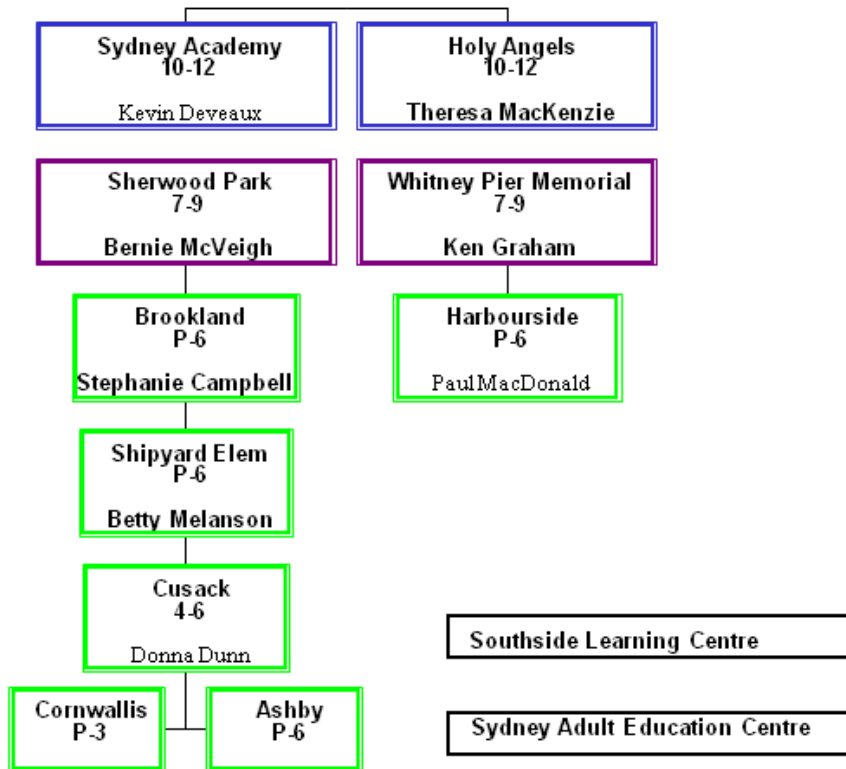 Sydney Academy
10-12
Kevin Deveaux
Holy Angels
10-12
Theresa MacKenzie
Sherwood Park
7-9
Bernie McVeigh
Whitney Pier Memorial
7-9
Ken Graham
Brookland
P-6
Stephanie Campbell
Harbourside
P-6
Paul MacDonald
Shipyard Elem
P-6
Betty Melanson
Cusack
4-6
Donna Dunn
Cornwallis
P-3
Ashby
P-6
Southside Learning Centre
Sydney Adult Education Centre